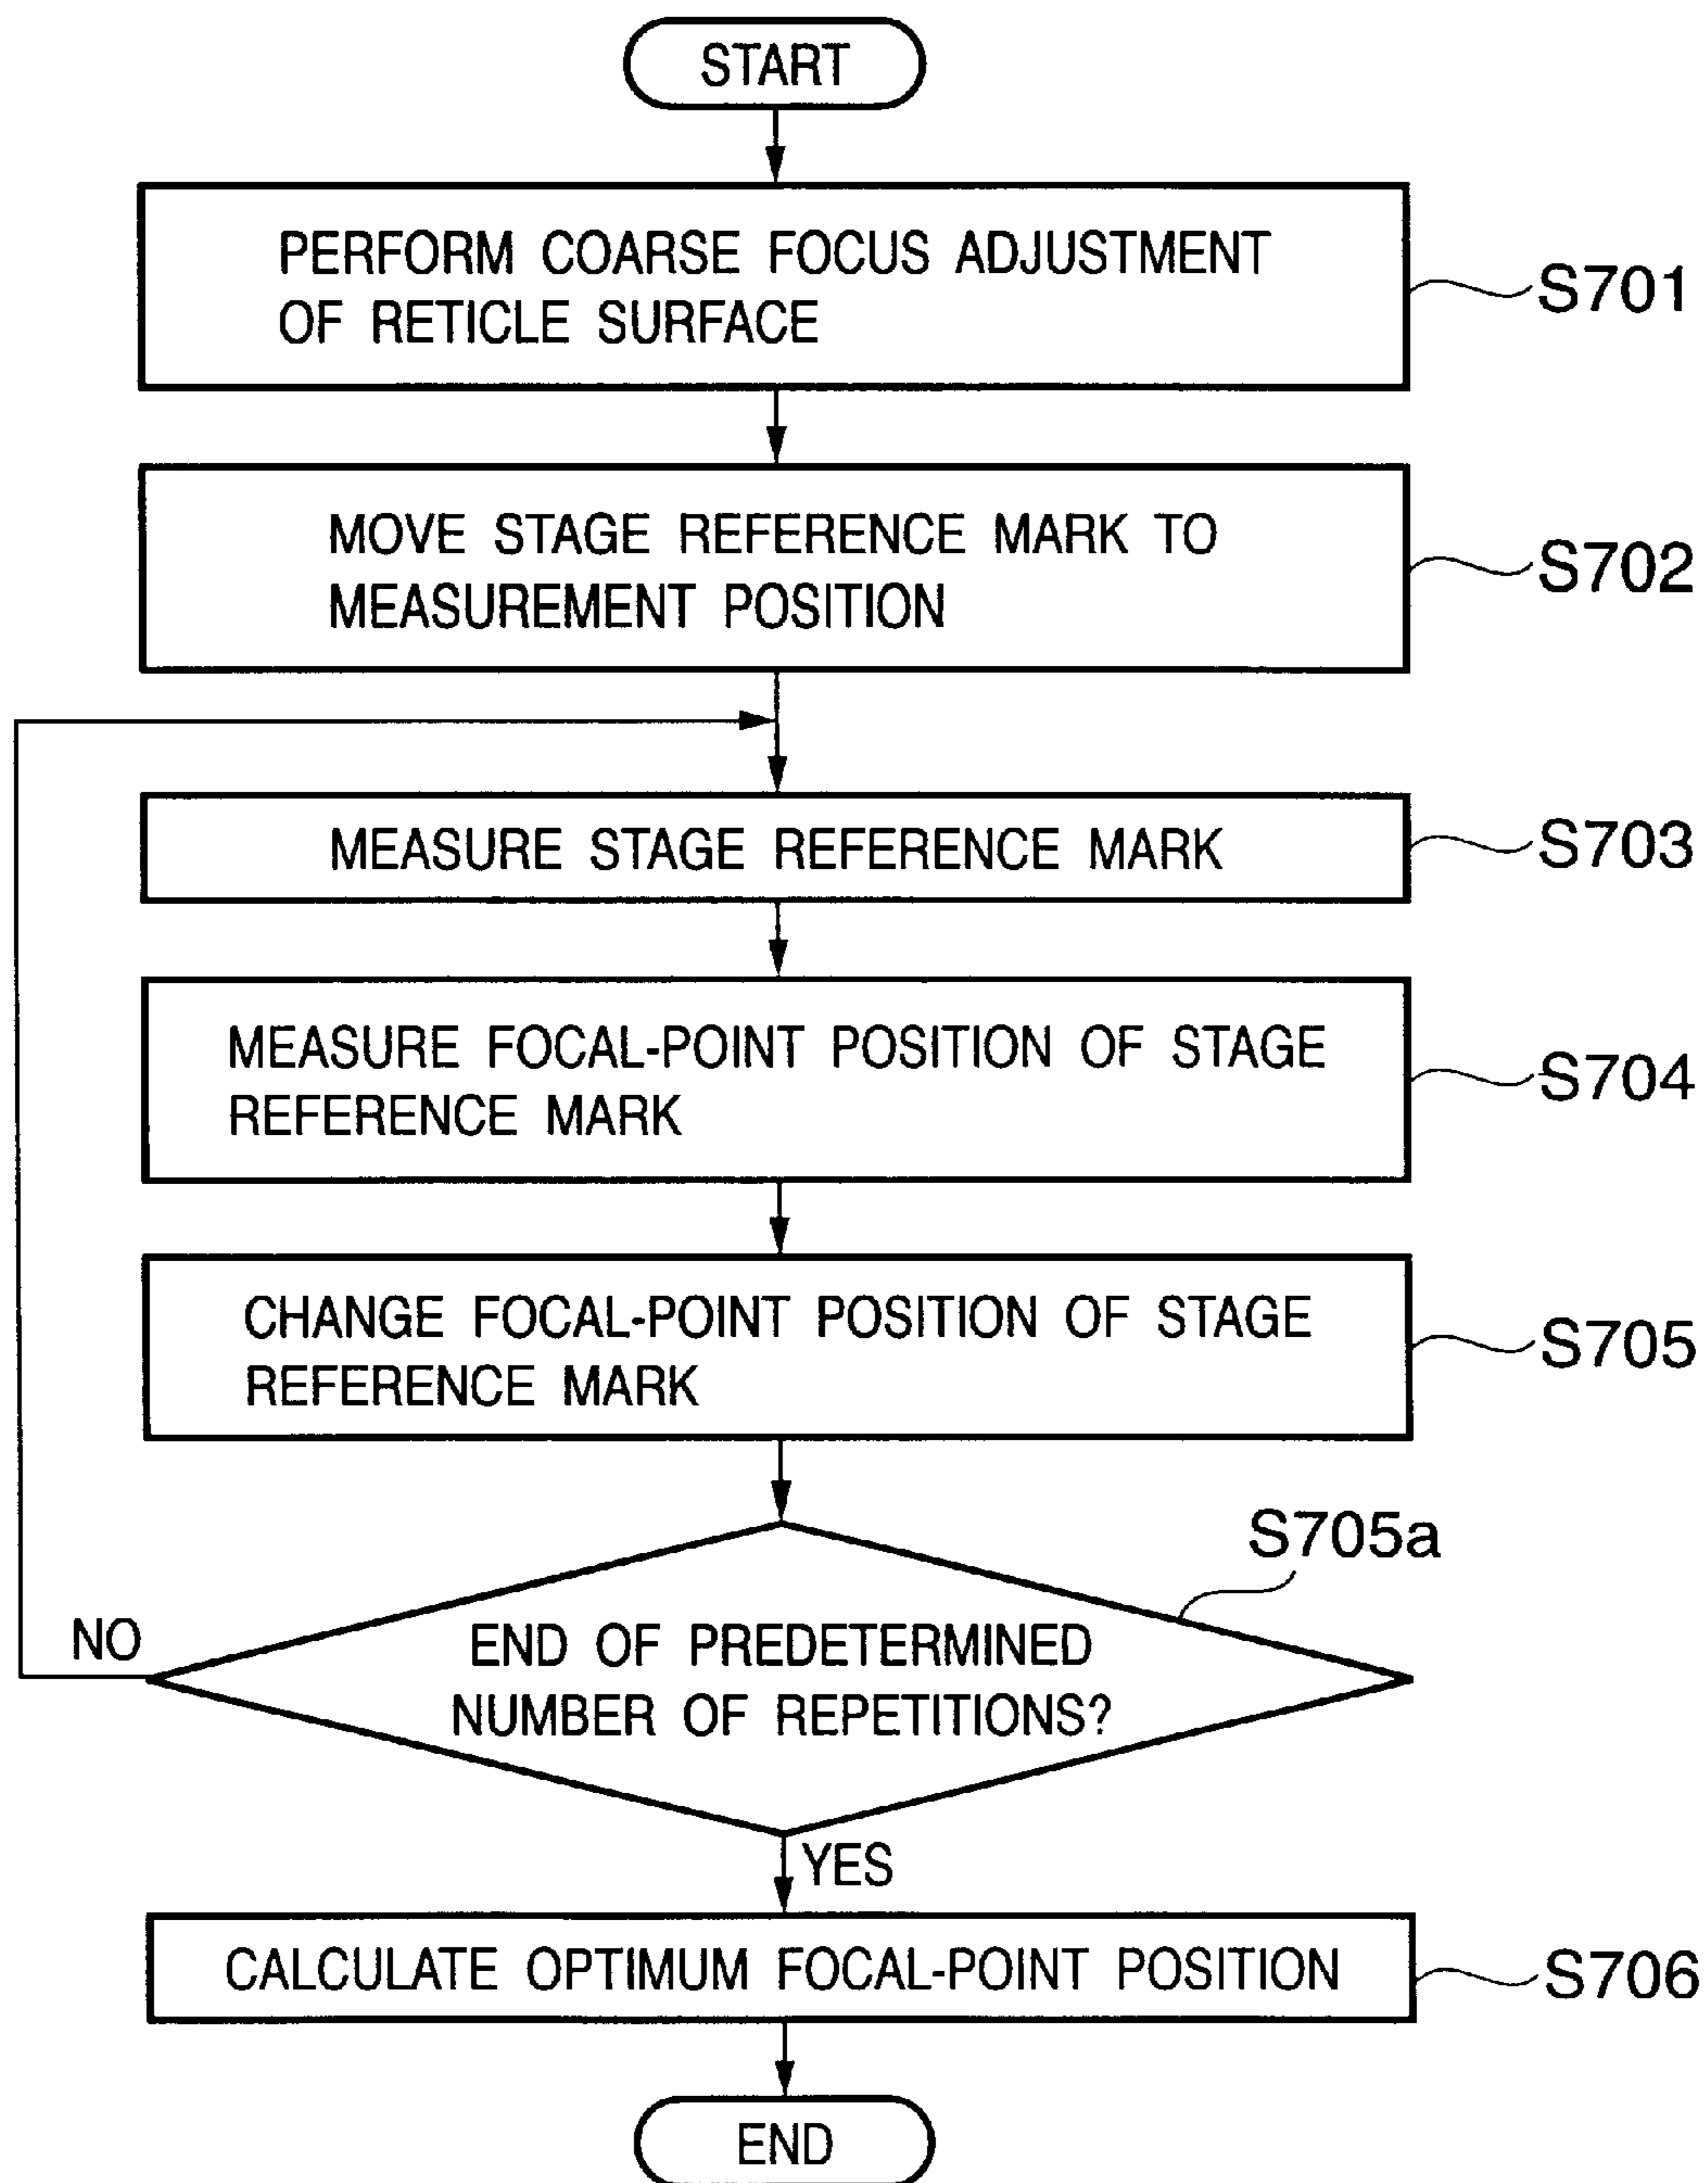 START
PERFORM COARSE FOCUS ADJUSTMENT
OF RETICLE SURFACE
S701
MOVE STAGE REFERENCE MARK TO
MEASUREMENT POSITION
S702
MEASURE STAGE REFERENCE MARK
S703
MEASURE FOCAL-POINT POSITION OF STAGE
REFERENCE MARK
S704
CHANGE FOCAL-POINT POSITION OF STAGE
REFERENCE MARK
S705
S705a
END OF PREDETERMINED
NUMBER OF REPETITIONS?
NO
YES
CALCULATE OPTIMUM FOCAL-POINT POSITION
S706
END